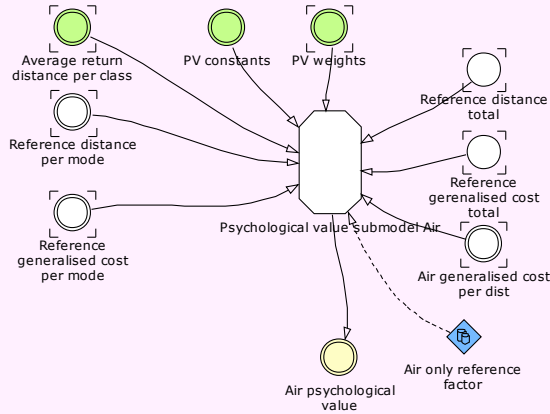 Average return
distance per class
PV constants
PV weights
Reference distance
total
Reference distance
per mode
Reference gerenalised cost
total
Psychological value submodel Air
Reference
generalised cost
per mode
Air generalised cost
per dist
Air only reference
factor
Air psychological
value